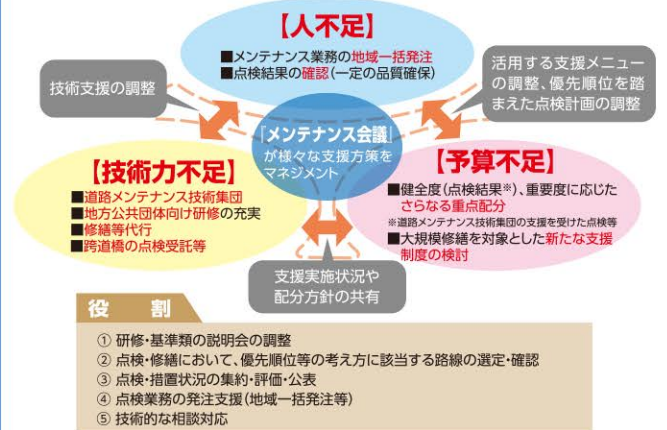 【人不足】
■メンテナンス業務の地域一括発注
■点検結果の確認(一定の品質確保)
技術支援の調整
活用する支援メニュー
の調整、優先順位を踏
まえた点検計画の調整
『メンテナンス会議』
が様々な支援方策を
マネジメント
【技術力不足】
■道路メンテナンス技術集団
■地方公共団体向け研修の充実
■修繕等代行
■跨道橋の点検受託等
【予算不足】
■健全度(点検結果※)、重要度に応じた
さらなる重点配分
※道路メンテナンス技術集団の支援を受けた点検等
■大規模修繕を対象とした新たな支援
制度の検討
支援実施状況や
配分方針の共有
役 割
① 研修・基準類の説明会の調整
② 点検・修繕において、優先順位等の考え方に該当する路線の選定・確認
③ 点検・措置状況の集約・評価・公表
④ 点検業務の発注支援(地域一括発注等)
⑤ 技術的な相談対応